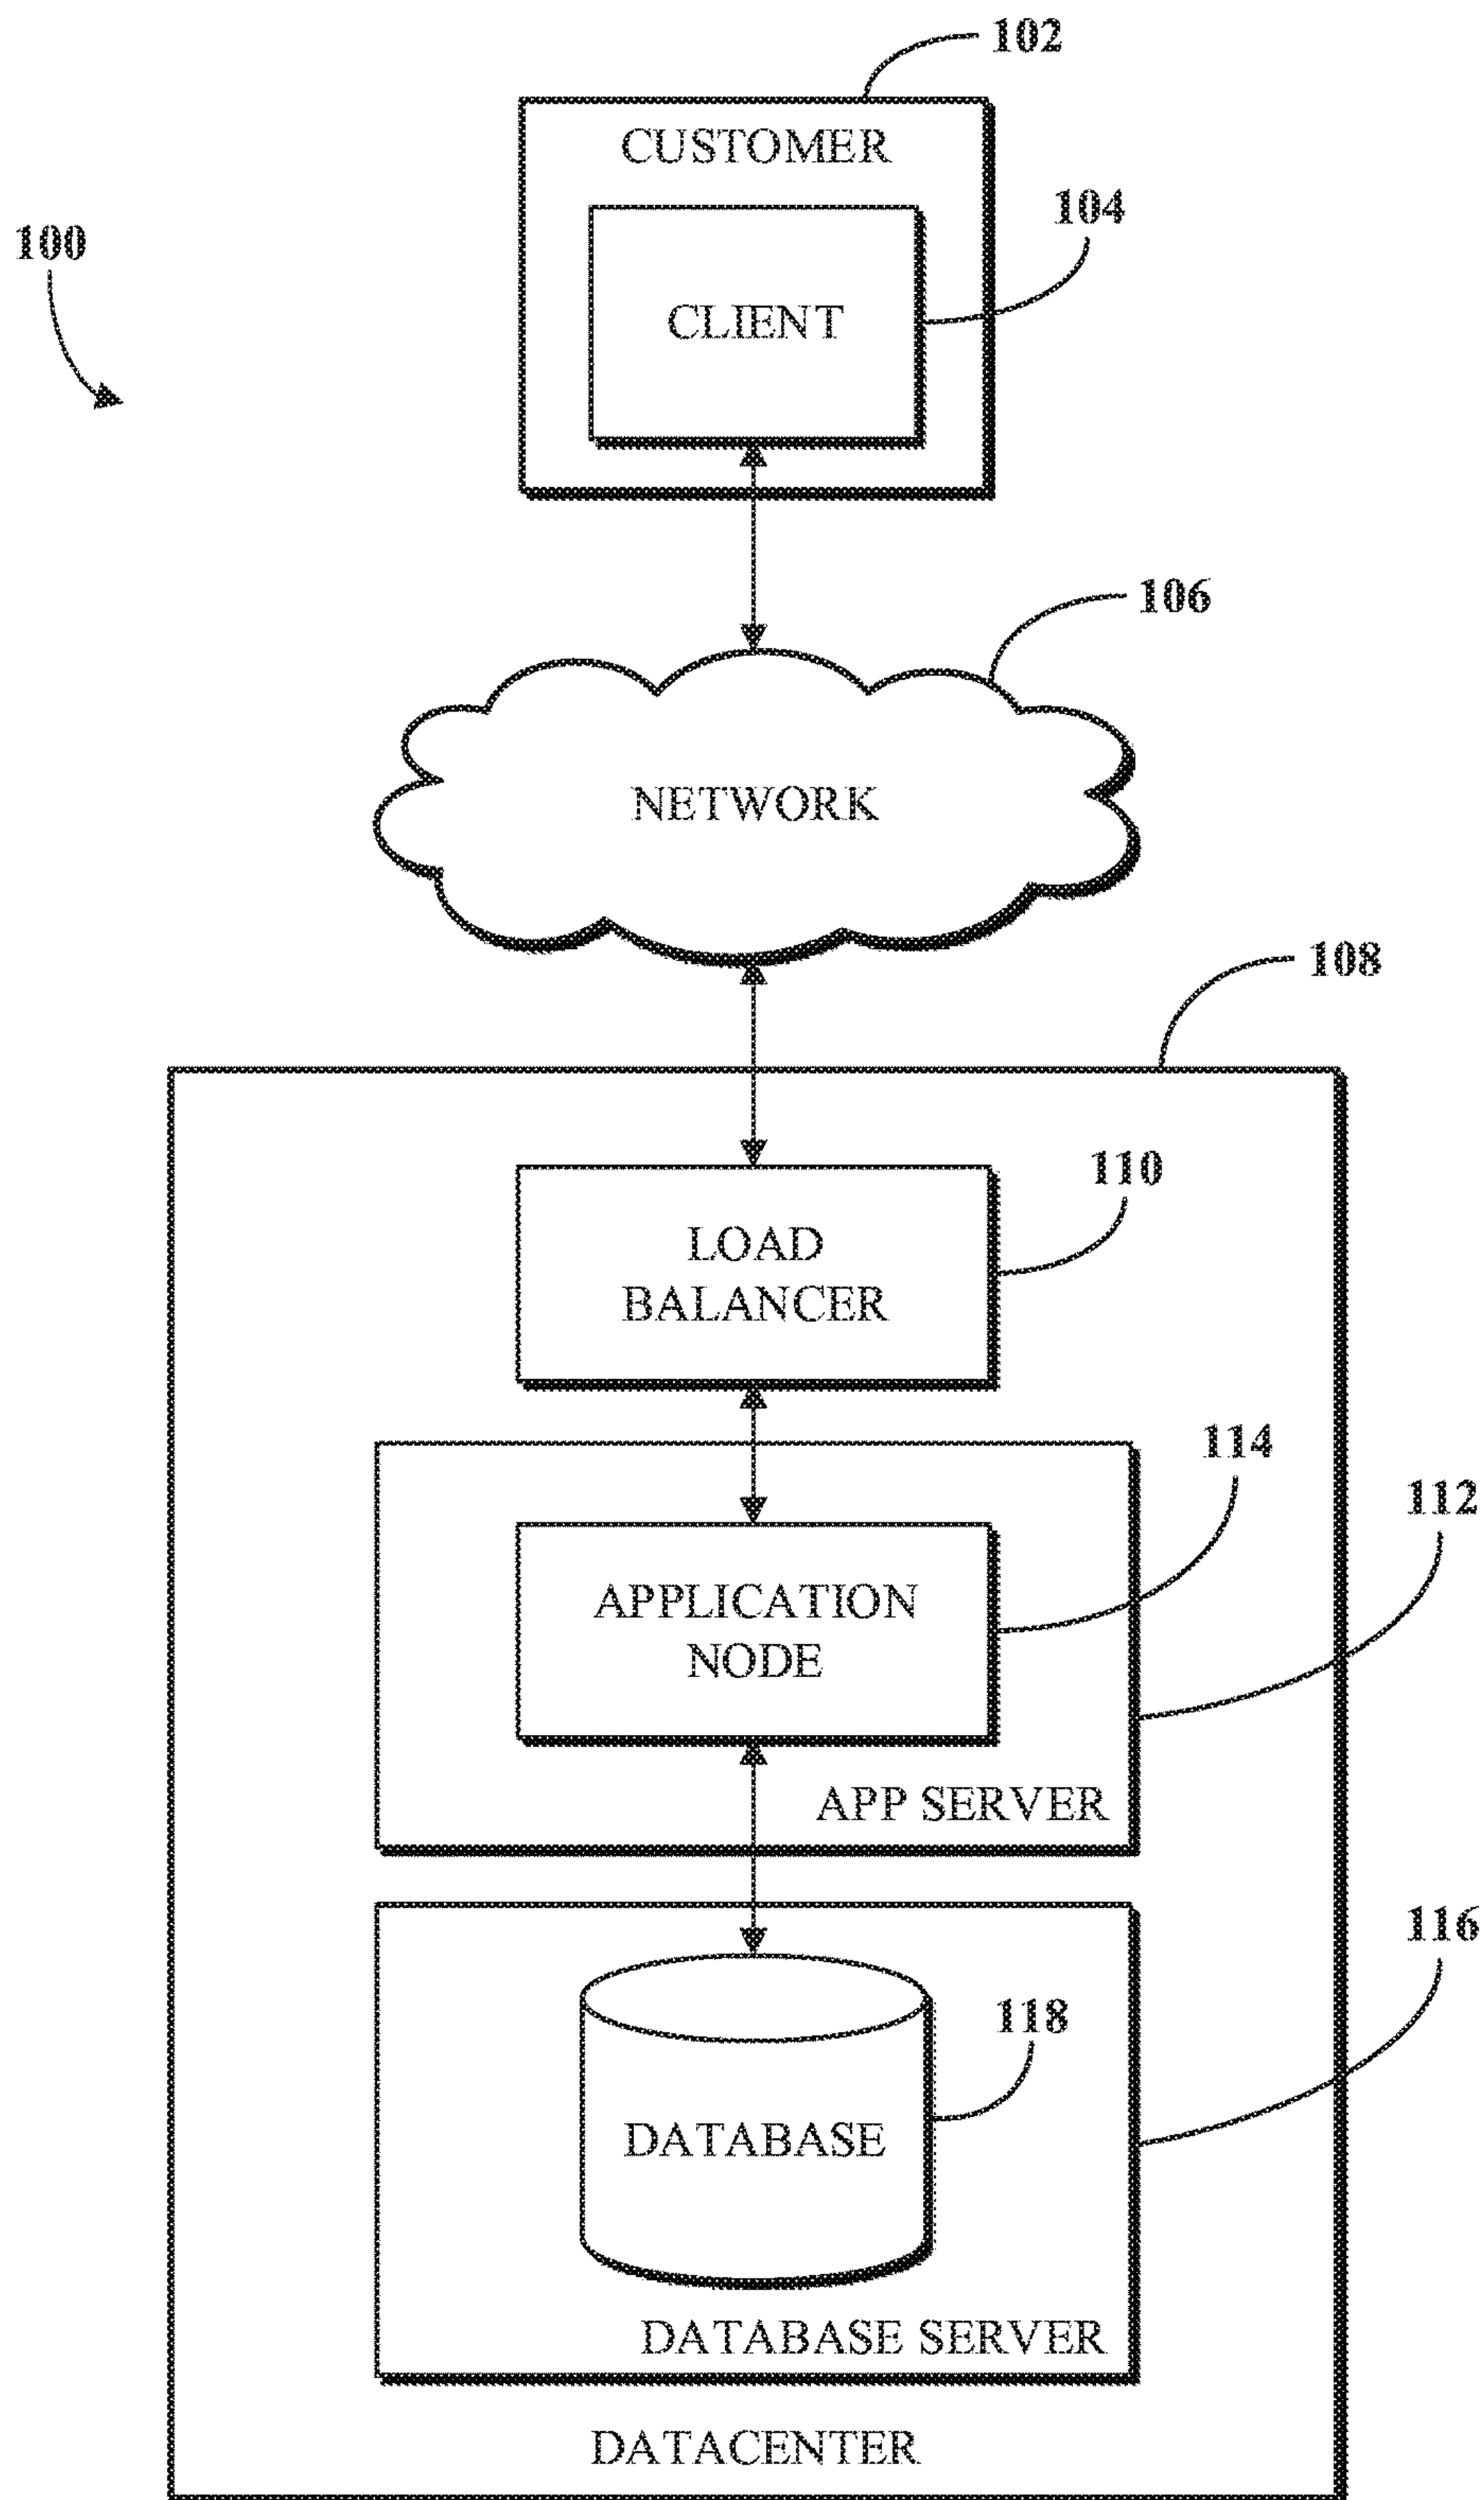 102
CUSTOMER
104
100
CLIENT
106
NETWORK
108
110
LOAD
BALANCER
114
112
APPLICATION
NODE
APP SERVER
116
118
DATABASE
DATABASE SERVER
DATACENTER